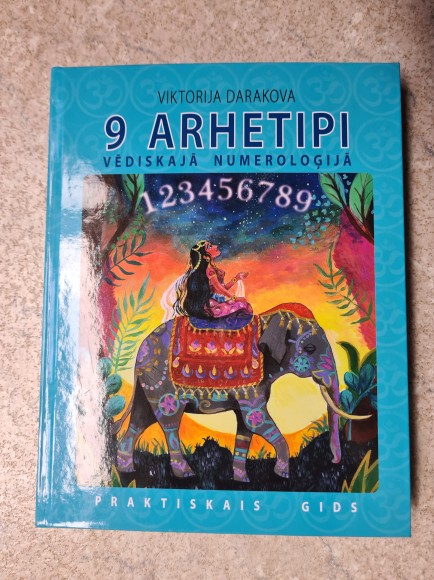 VIKTORIJA DARAKOVA
9 ARHETIPI
VĒDISKAJĀ NUMEROLOĢIJĀ
123456789
PRAKTISKAIS GIDS